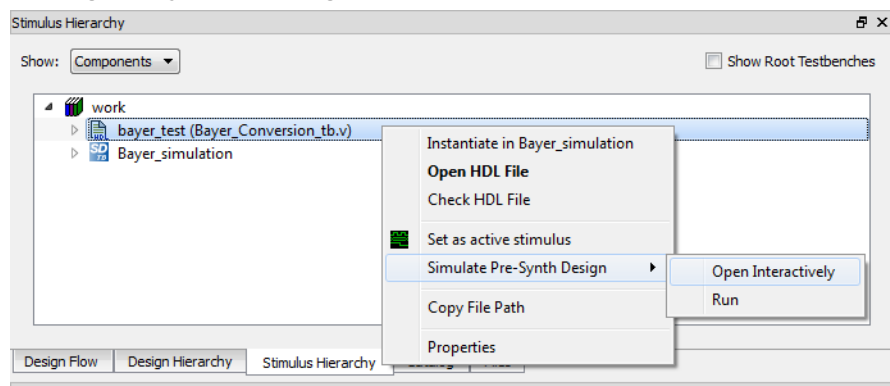 Stimulus Hierarchy
Show: Components
Show Root Testbenches
work
bayer_test (Bayer_Conversion_tb.v)
Bayer_simulation
Instantiate in Bayer_simulation
Open HDL File
Check HDL File
Set as active stimulus
Simulate Pre-Synth Design
Open Interactively
Run
Copy File Path
Properties
Design Flow Design Hierarchy Stimulus Hierarchy